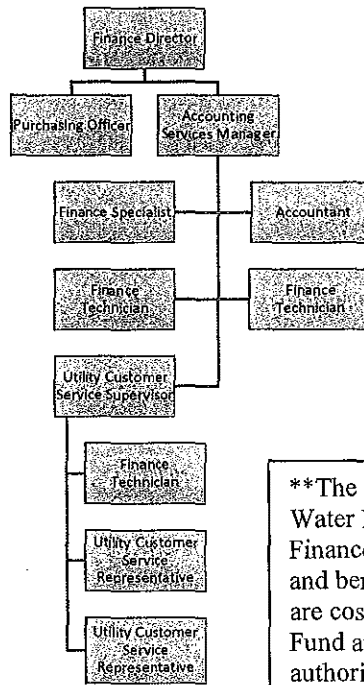 Finance Director
Purchasing Officer
Accounting
Services Manager
Finance Specialist
Accountant
Finance
Technician
Finance
Technician
Utility Customer
Service Supervisor
Finance
Technician
Utility Customer
Service
Representative
Utility Customer
Service
Representative
**The
Water
Finance
and
are cos
Fund a
authori